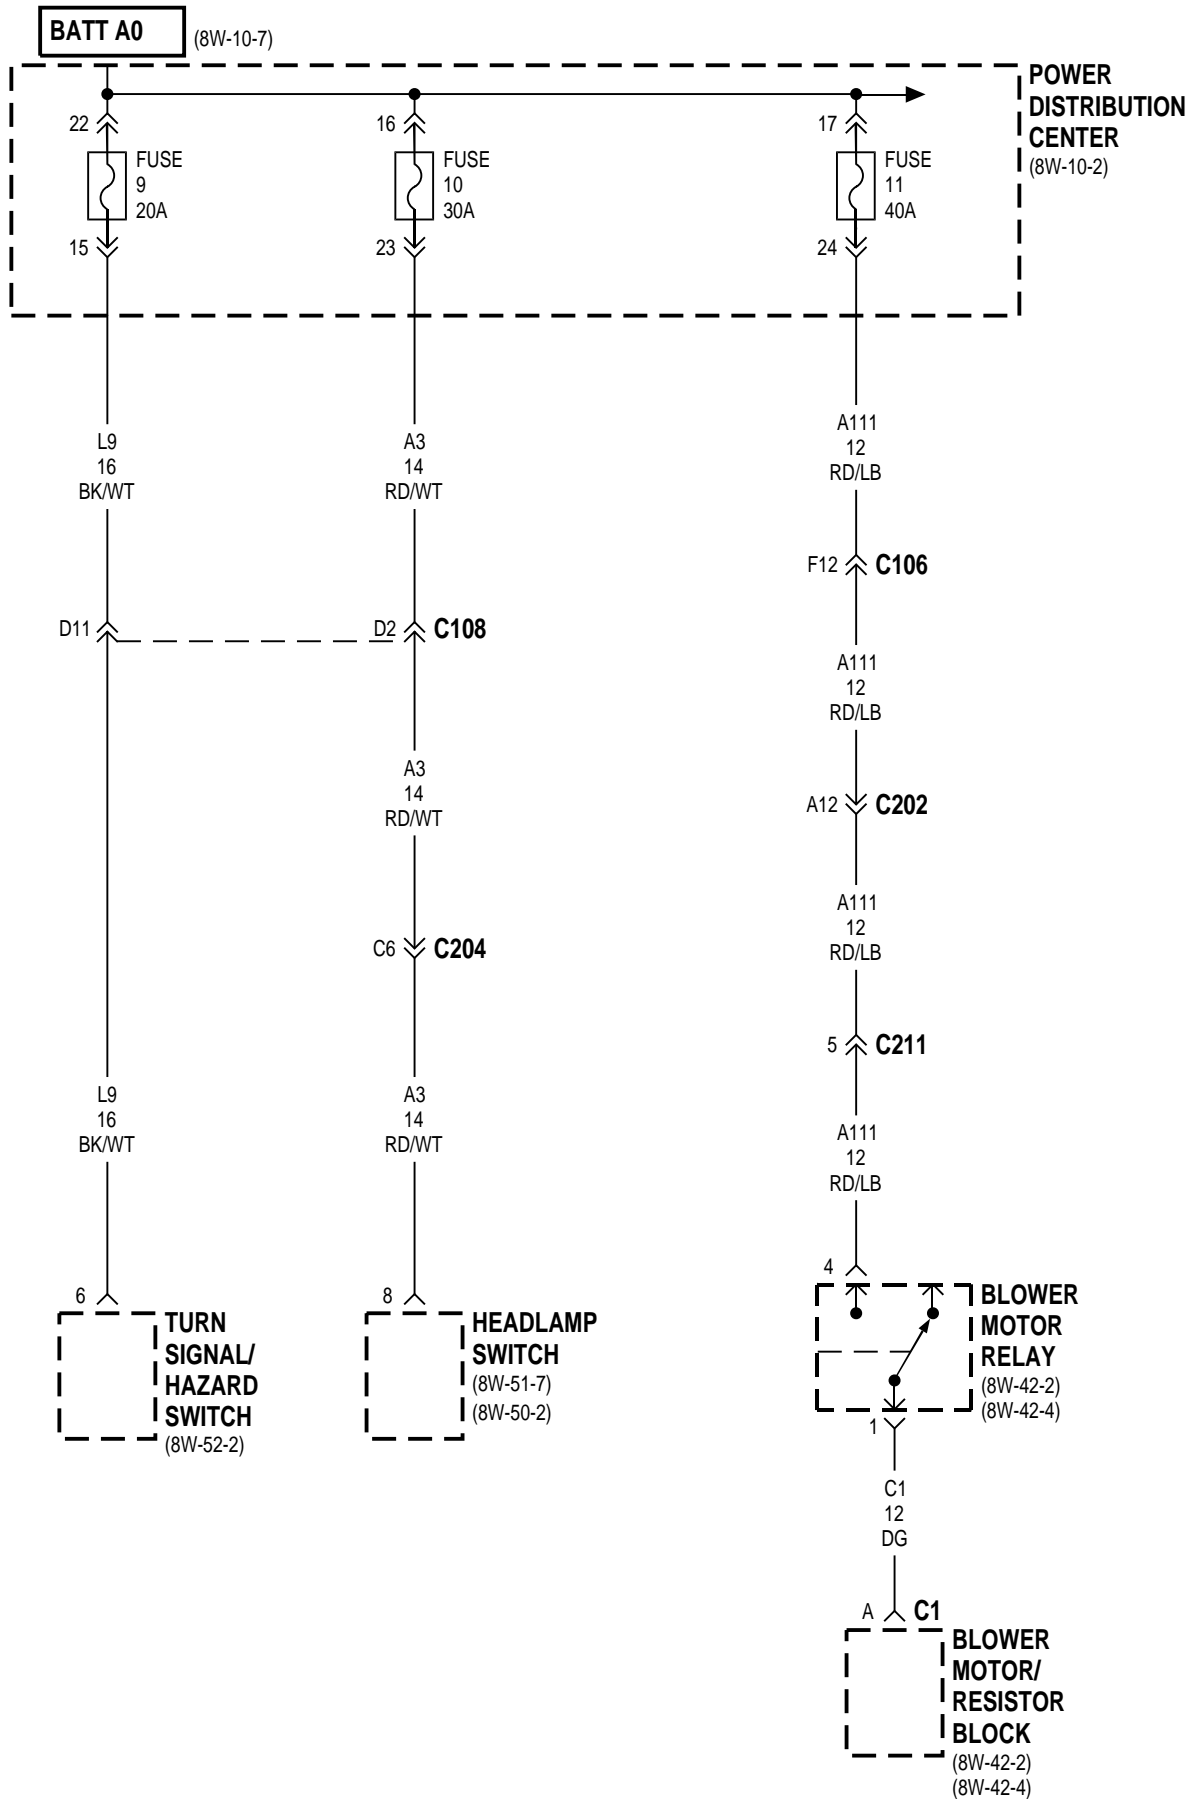 BATT A0
(8W-10-7)
POWER
DISTRIBUTION
CENTER
(8W-10-2)
22
FUSE
9
20A
15
16
FUSE
10
30A
23
17
FUSE
11
40A
24
L9
16
BK/WT
A3
14
RD/WT
A111
12
RD/LB
F12
C106
D11
D2
C108
A111
12
RD/LB
A3
14
RD/WT
A12
C202
A111
12
RD/LB
C6
C204
5
C211
L9
16
BK/WT
A3
14
RD/WT
A111
12
RD/LB
6
TURN
SIGNAL/
HAZARD
SWITCH
(8W-52-2)
8
HEADLAMP
SWITCH
(8W-51-7)
(8W-50-2)
4
BLOWER
MOTOR
RELAY
(8W-42-2)
(8W-42-4)
1
C1
12
DG
A
C1
BLOWER
MOTOR/
RESISTOR
BLOCK
(8W-42-2)
(8W-42-4)